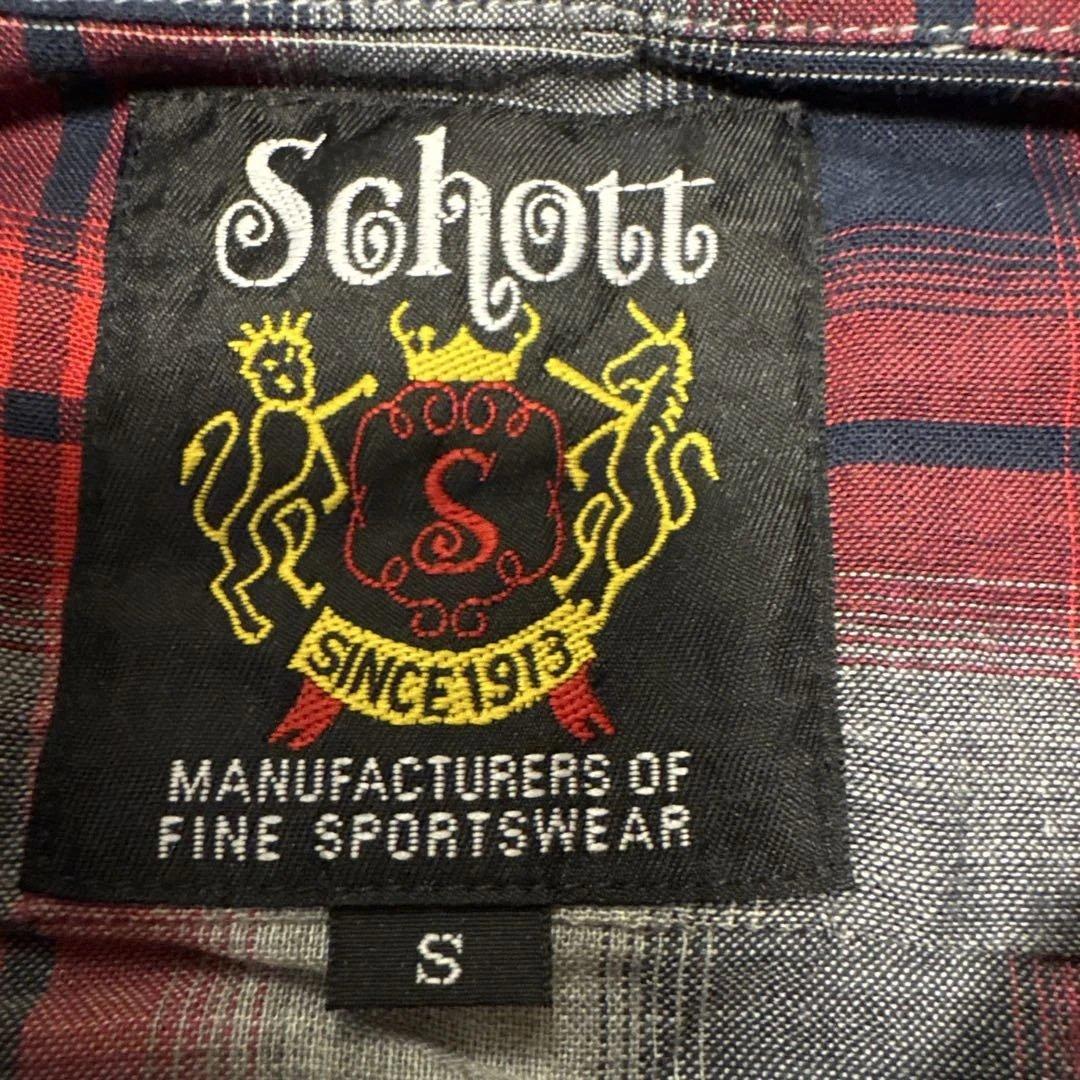 Schott
S
SINCE 1913
MANUFACTURERS OF
FINE SPORTSWEAR
S